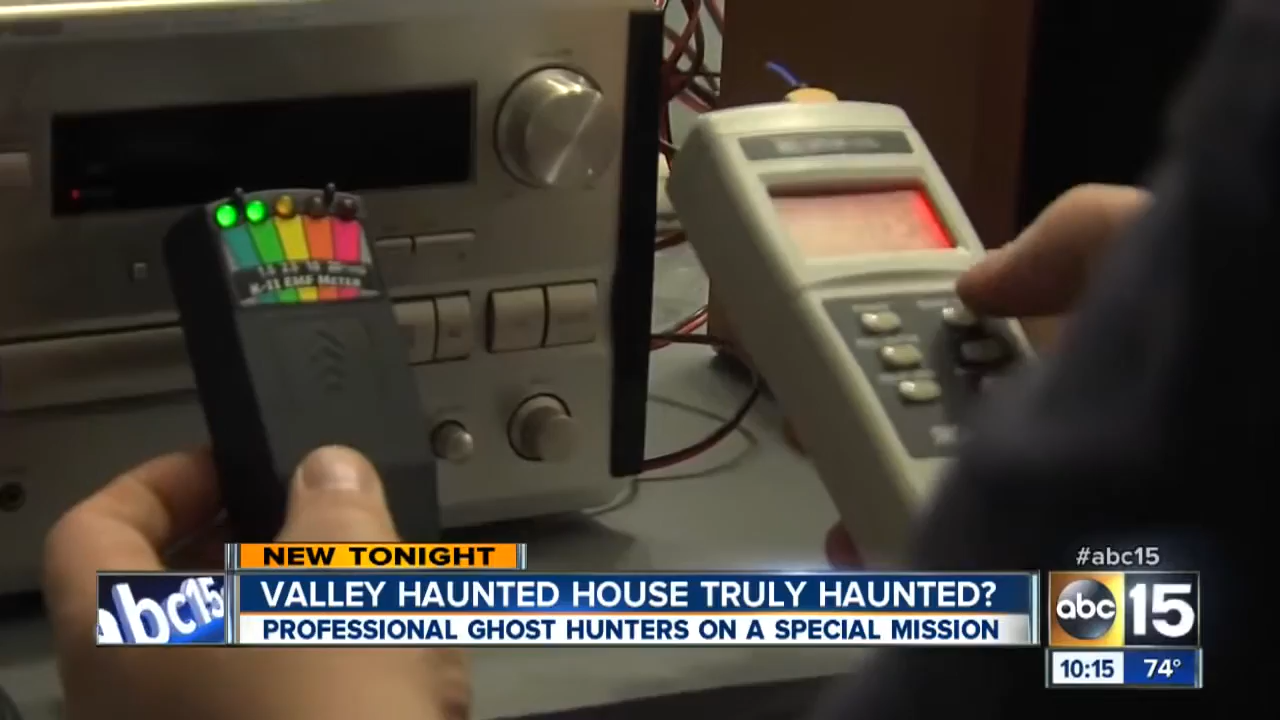 K-II EMF METER
NEW TONIGHT
abc15
VALLEY HAUNTED HOUSE TRULY HAUNTED?
PROFESSIONAL GHOST HUNTERS ON A SPECIAL MISSION
#abc15
abc 15
10:15 74°